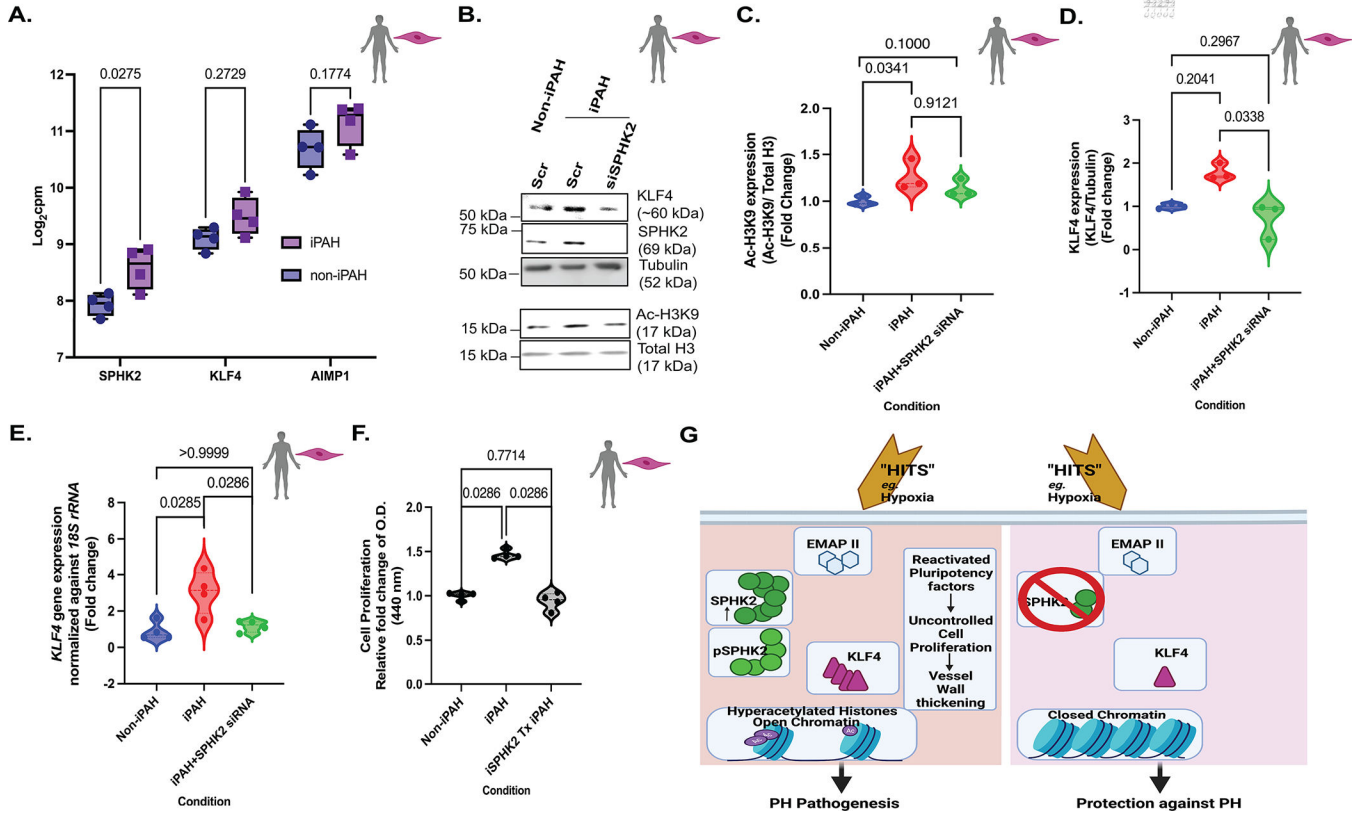 A.
0.0275
0.2729
0.1774
12
11
10
9
8
7
Log2cpm
iPAH
non-iPAH
SPHK2
KLF4
AIMP1
B.
Non-iPAH
iPAH
Scr
Scr
siSPHK2
50 kDa
KLF4
(~60 kDa)
75 kDa
SPHK2
(69 kDa)
50 kDa
Tubulin
(52 kDa)
15 kDa
Ac-H3K9
(17 kDa)
15 kDa
Total H3
(17 kDa)
C.
0.1000
0.0341
0.9121
2.0
1.5
1.0
0.5
0.0
Ac-H3K9 expression
(Ac-H3K9/ Total H3)
(Fold Change)
Non-iPAH
iPAH
iPAH+SPHK2 siRNA
Condition
D.
0.2967
0.2041
0.0338
3
2
1
0
-1
KLF4 expression
(KLF4/Tubulin)
(Fold change)
Non-iPAH
iPAH
iPAH+SPHK2 siRNA
Condition
E.
>0.9999
0.0286
0.0285
8
6
4
2
0
-2
KLF4 gene expression
normalized against 18S rRNA
(Fold change)
Non-iPAH
iPAH
iPAH+SPHK2 siRNA
Condition
F.
0.7714
0.0286
0.0286
2.0
1.5
1.0
0.5
0.0
Cell Proliferation
Relative fold change of O.D.
(440 nm)
Non-iPAH
iPAH
iSPHK2 Tx iPAH
Condition
G
"HITS"
eg.
Hypoxia
EMAP II
SPHK2
↑
pSPHK2
KLF4
Reactivated
Pluripotency
factors
Uncontrolled
Cell
Proliferation
Vessel
Wall
thickening
Hyperacetylated Histones
Open Chromatin
Ac
PH Pathogenesis
"HITS"
eg.
Hypoxia
EMAP II
SPHK2
KLF4
Closed Chromatin
Protection against PH